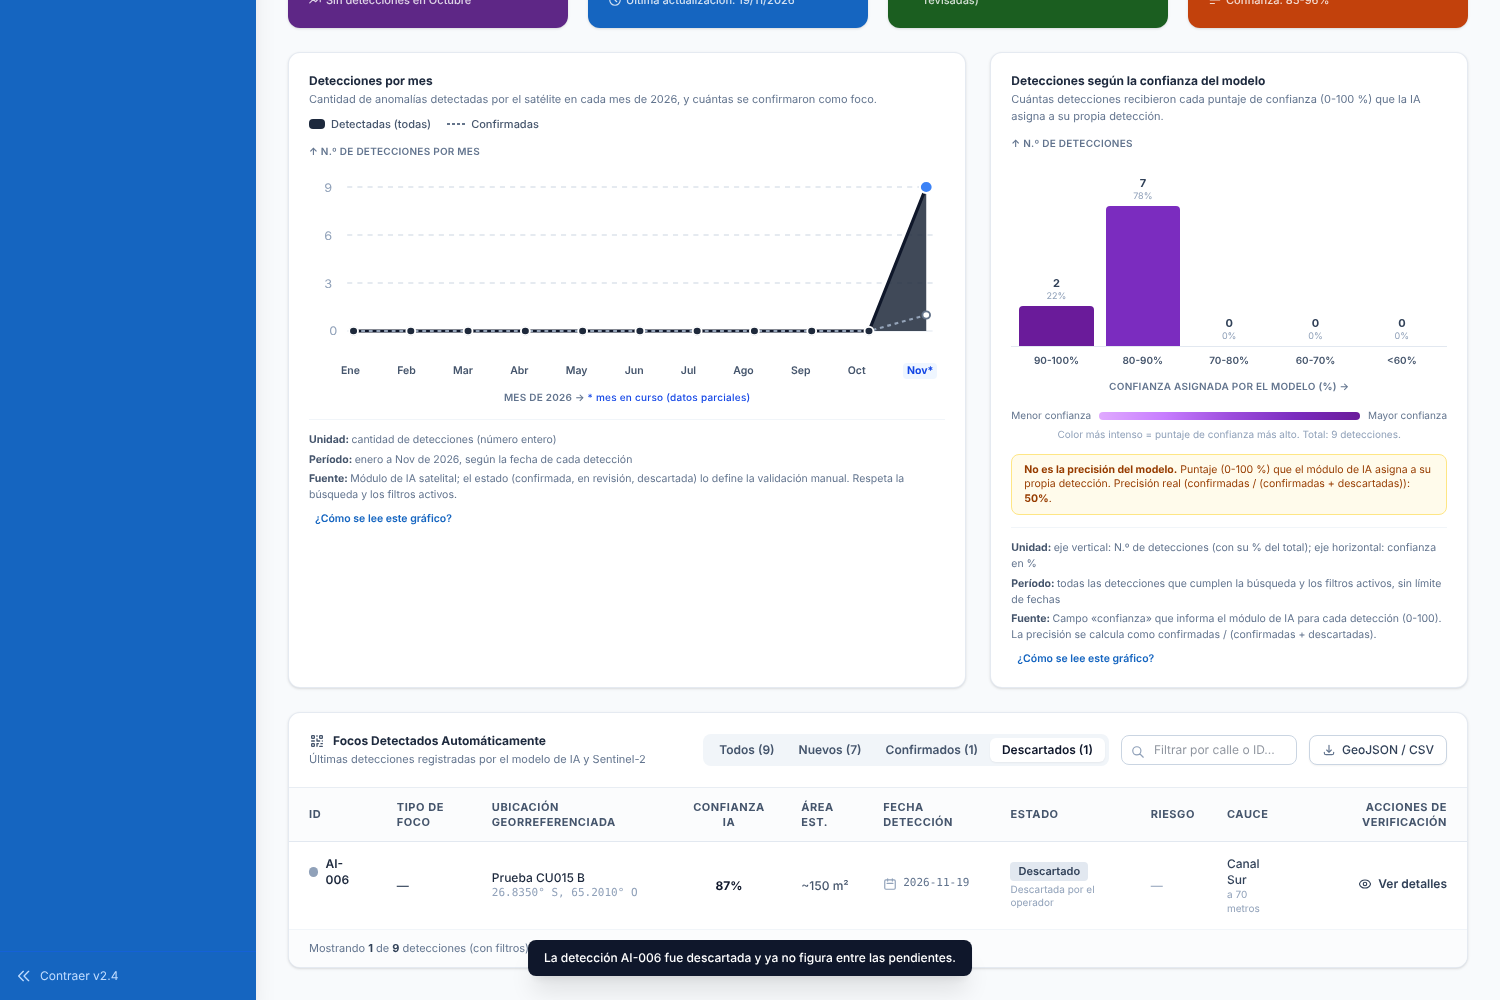 Sin detecciones en Octubre
Última actualización: 19/11/2026
revisadas)
Confianza: 85-96%
Detecciones por mes
Cantidad de anomalías detectadas por el satélite en cada mes de 2026, y cuántas se confirmaron como foco.
Detectadas (todas)
Confirmadas
↑ N.º DE DETECCIONES POR MES
9
6
3
0
Ene Feb Mar Abr May Jun Jul Ago Sep Oct Nov*
MES DE 2026 → * mes en curso (datos parciales)
Unidad: cantidad de detecciones (número entero)
Período: enero a Nov de 2026, según la fecha de cada detección
Fuente: Módulo de IA satelital; el estado (confirmada, en revisión, descartada) lo define la validación manual. Respeta la
búsqueda y los filtros activos.
¿Cómo se lee este gráfico?
Detecciones según la confianza del modelo
Cuántas detecciones recibieron cada puntaje de confianza (0-100 %) que la IA
asigna a su propia detección.
↑ N.º DE DETECCIONES
2
22%
7
78%
0
0%
0
0%
0
0%
90-100% 80-90% 70-80% 60-70% <60%
CONFIANZA ASIGNADA POR EL MODELO (%) →
Menor confianza
Mayor confianza
Color más intenso = puntaje de confianza más alto. Total: 9 detecciones.
No es la precisión del modelo. Puntaje (0-100 %) que el módulo de IA asigna a su
propia detección. Precisión real (confirmadas / (confirmadas + descartadas)):
50%.
Unidad: eje vertical: N.º de detecciones (con su % del total); eje horizontal: confianza
en %
Período: todas las detecciones que cumplen la búsqueda y los filtros activos, sin límite
de fechas
Fuente: Campo «confianza» que informa el módulo de IA para cada detección (0-100).
La precisión se calcula como confirmadas / (confirmadas + descartadas).
¿Cómo se lee este gráfico?
Focos Detectados Automáticamente
Últimas detecciones registradas por el modelo de IA y Sentinel-2
Todos (9)
Nuevos (7)
Confirmados (1)
Descartados (1)
Filtrar por calle o ID...
GeoJSON / CSV
ID
TIPO DE
FOCO
UBICACIÓN
GEORREFERENCIADA
CONFIANZA
IA
ÁREA
EST.
FECHA
DETECCIÓN
ESTADO
RIESGO
CAUCE
ACCIONES DE
VERIFICACIÓN
AI-
006
—
Prueba CU015 B
26.8350° S, 65.2010° O
87%
~150 m²
2026-11-19
Descartado
Descartada por el
operador
—
Canal
Sur
a 70
metros
Ver detalles
Mostrando 1 de 9 detecciones (con filtros)
La detección AI-006 fue descartada y ya no figura entre las pendientes.
Contraer v2.4